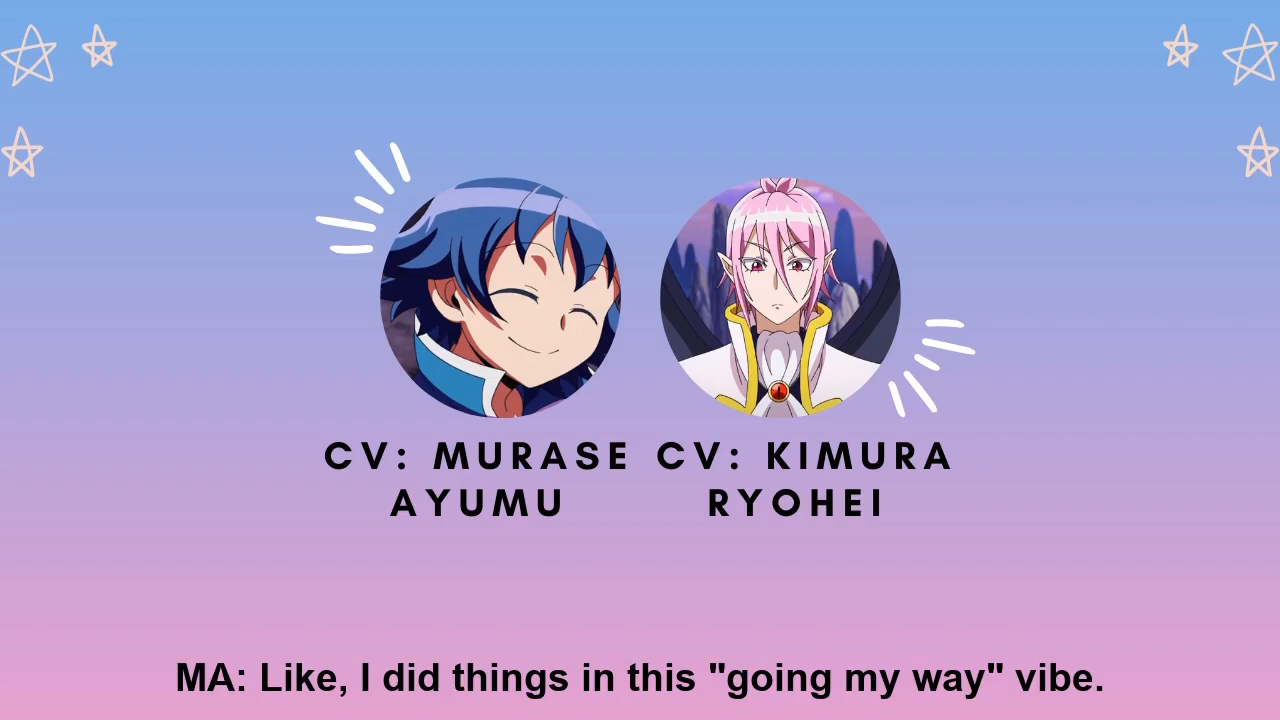 CV: MURASE
AYUMU
CV: KIMURA
RYOHEI
MA: Like, I did things in this "going my way" vibe.